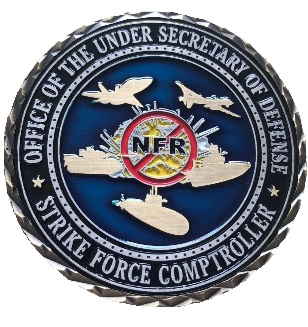 OFFICE OF THE UNDER SECRETARY OF DEFENSE
NFR
STRIKE FORCE COMPTROLLER